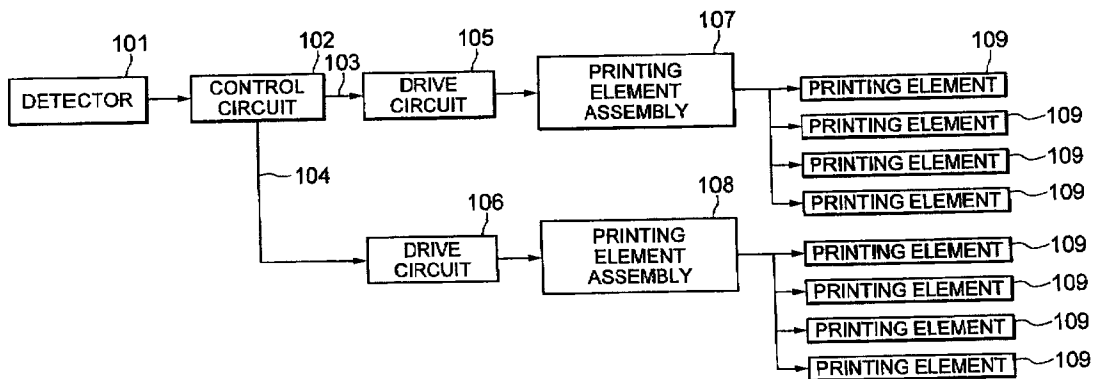 101
102
103
105
107
109
DETECTOR
CONTROL
CIRCUIT
DRIVE
CIRCUIT
PRINTING
ELEMENT
ASSEMBLY
PRINTING ELEMENT
PRINTING ELEMENT
109
PRINTING ELEMENT
109
PRINTING ELEMENT
109
104
106
108
DRIVE
CIRCUIT
PRINTING
ELEMENT
ASSEMBLY
PRINTING ELEMENT
109
PRINTING ELEMENT
109
PRINTING ELEMENT
109
PRINTING ELEMENT
109